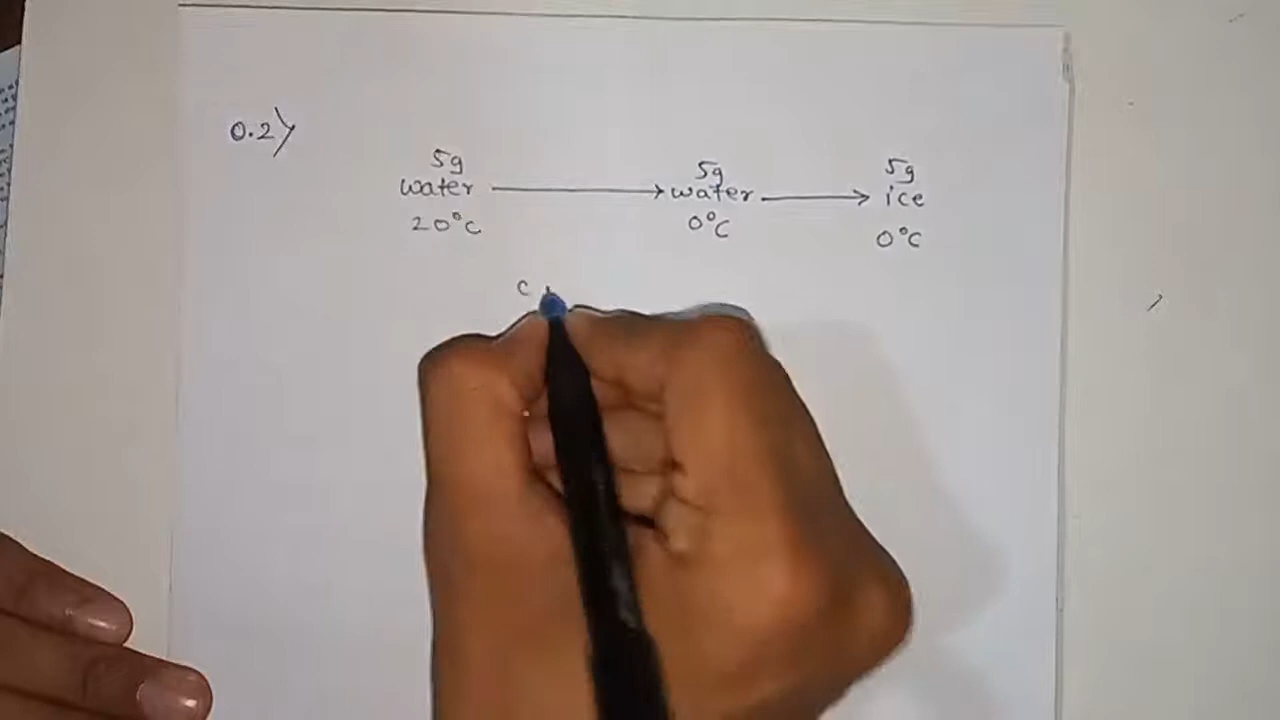 0.2)
5g 5g 5g
water → water → ice
20°C 0°C 0°C
c